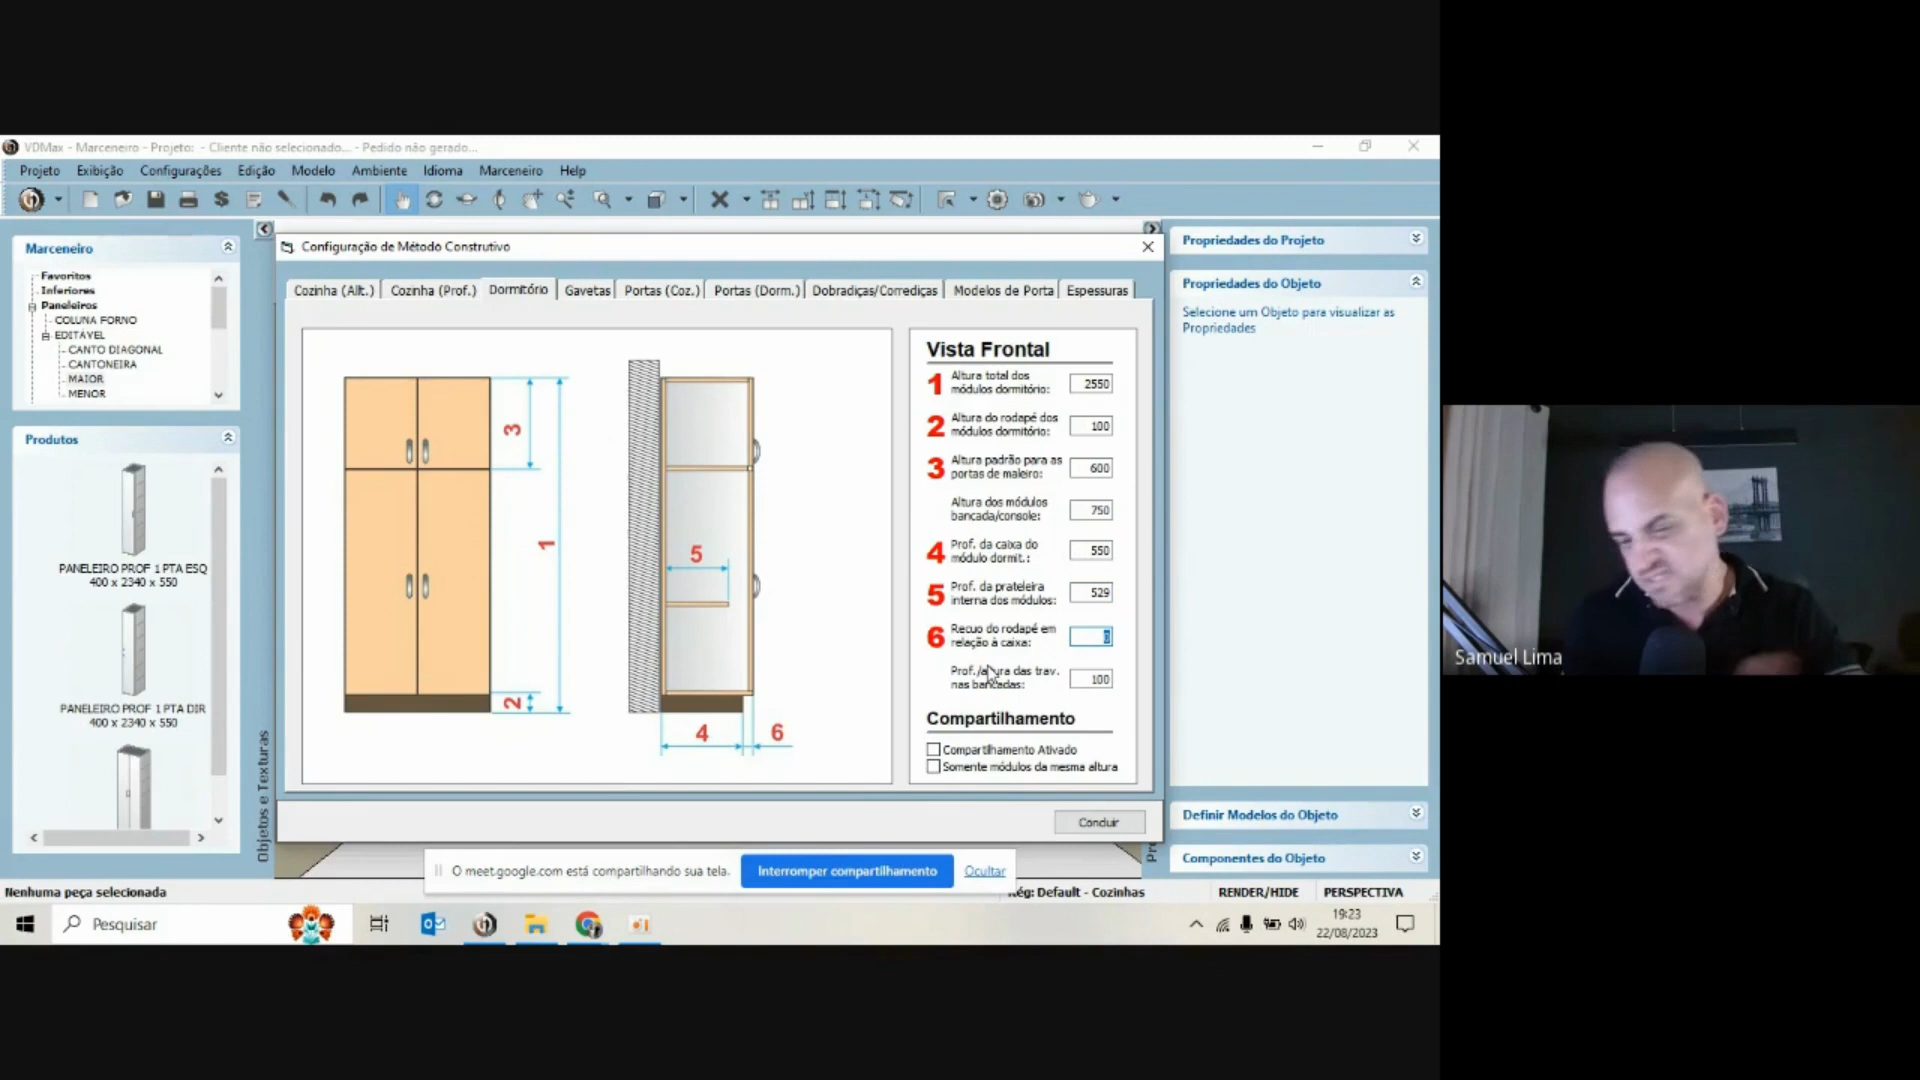 VDMax - Marceneiro - Projeto: - Cliente não selecionado... - Pedido não gerado...
Projeto Exibição Configurações Edição Modelo Ambiente Idioma Marceneiro Help
Marceneiro
Favoritos
Inferiores
Paneleiros
COLUNA FORNO
EDITÁVEL
CANTO DIAGONAL
CANTONEIRA
MAIOR
MENOR
Produtos
PANELEIRO PROF 1 PTA ESQ
400 x 2340 x 550
PANELEIRO PROF 1 PTA DIR
400 x 2340 x 550
Objetos e Texturas
Configuração de Método Construtivo
Cozinha (Alt.) Cozinha (Prof.) Dormitório Gavetas Portas (Coz.) Portas (Dorm.) Dobradiças/Corrediças Modelos de Porta Espessuras
3
1
2
5
4
6
Vista Frontal
1 Altura total dos
módulos dormitório: 2550
2 Altura do rodapé dos
módulos dormitório: 100
3 Altura padrão para as
portas de maleiro: 600
Altura dos módulos
bancada/console: 750
4 Prof. da caixa do
módulo dormit.: 550
5 Prof. da prateleira
interna dos módulos: 529
6 Recuo do rodapé em
relação à caixa:
Prof./altura das trav.
nas bancadas: 100
Compartilhamento
Compartilhamento Ativado
Somente módulos da mesma altura
Concluir
Propriedades do Projeto
Propriedades do Objeto
Selecione um Objeto para visualizar as
Propriedades
Definir Modelos do Objeto
Componentes do Objeto
O meet.google.com está compartilhando sua tela. Interromper compartilhamento Ocultar
Nenhuma peça selecionada
Default - Cozinhas RENDER/HIDE PERSPECTIVA
Pesquisar
19:23
22/08/2023
Samuel Lima